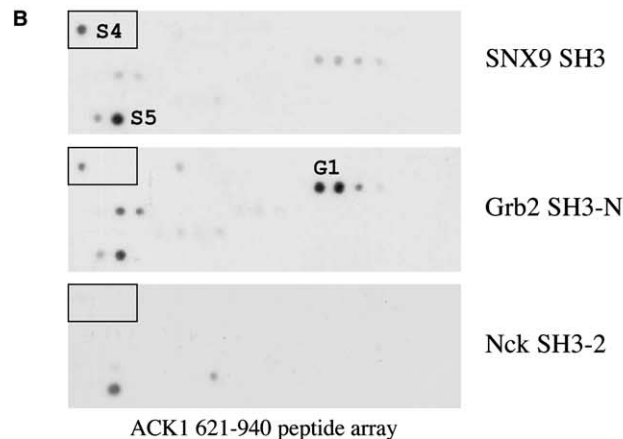 B
S4
SNX9 SH3
S5
G1
Grb2 SH3-N
Nck SH3-2
ACK1 621-940 peptide array